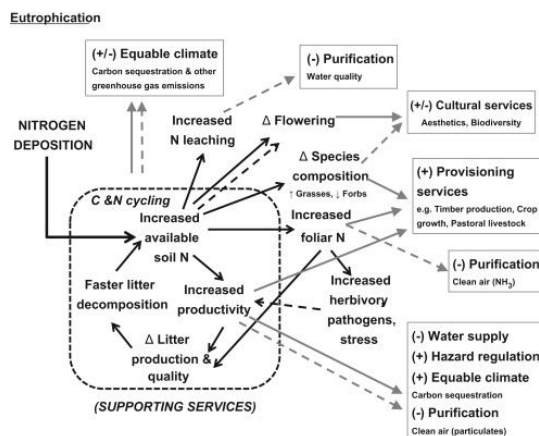 Eutrophication
(+/-) Equable climate
Carbon sequestration & other
greenhouse gas emissions
(-) Purification
Water quality
NITROGEN
DEPOSITION
Increased
N leaching
Δ Flowering
(+/-) Cultural services
Aesthetics, Biodiversity
Δ Species
composition
↑ Grasses, ↓ Forbs
(+) Provisioning
services
e.g. Timber production, Crop
growth, Pastoral livestock
C &N cycling
Increased
available
soil N
Increased
foliar N
(-) Purification
Clean air (NH3)
Faster litter
decomposition
Increased
productivity
Increased
herbivory,
pathogens,
stress
Δ Litter
production &
quality
(-) Water supply
(+) Hazard regulation
(+) Equable climate
Carbon sequestration
(-) Purification
Clean air (particulates)
(SUPPORTING SERVICES)